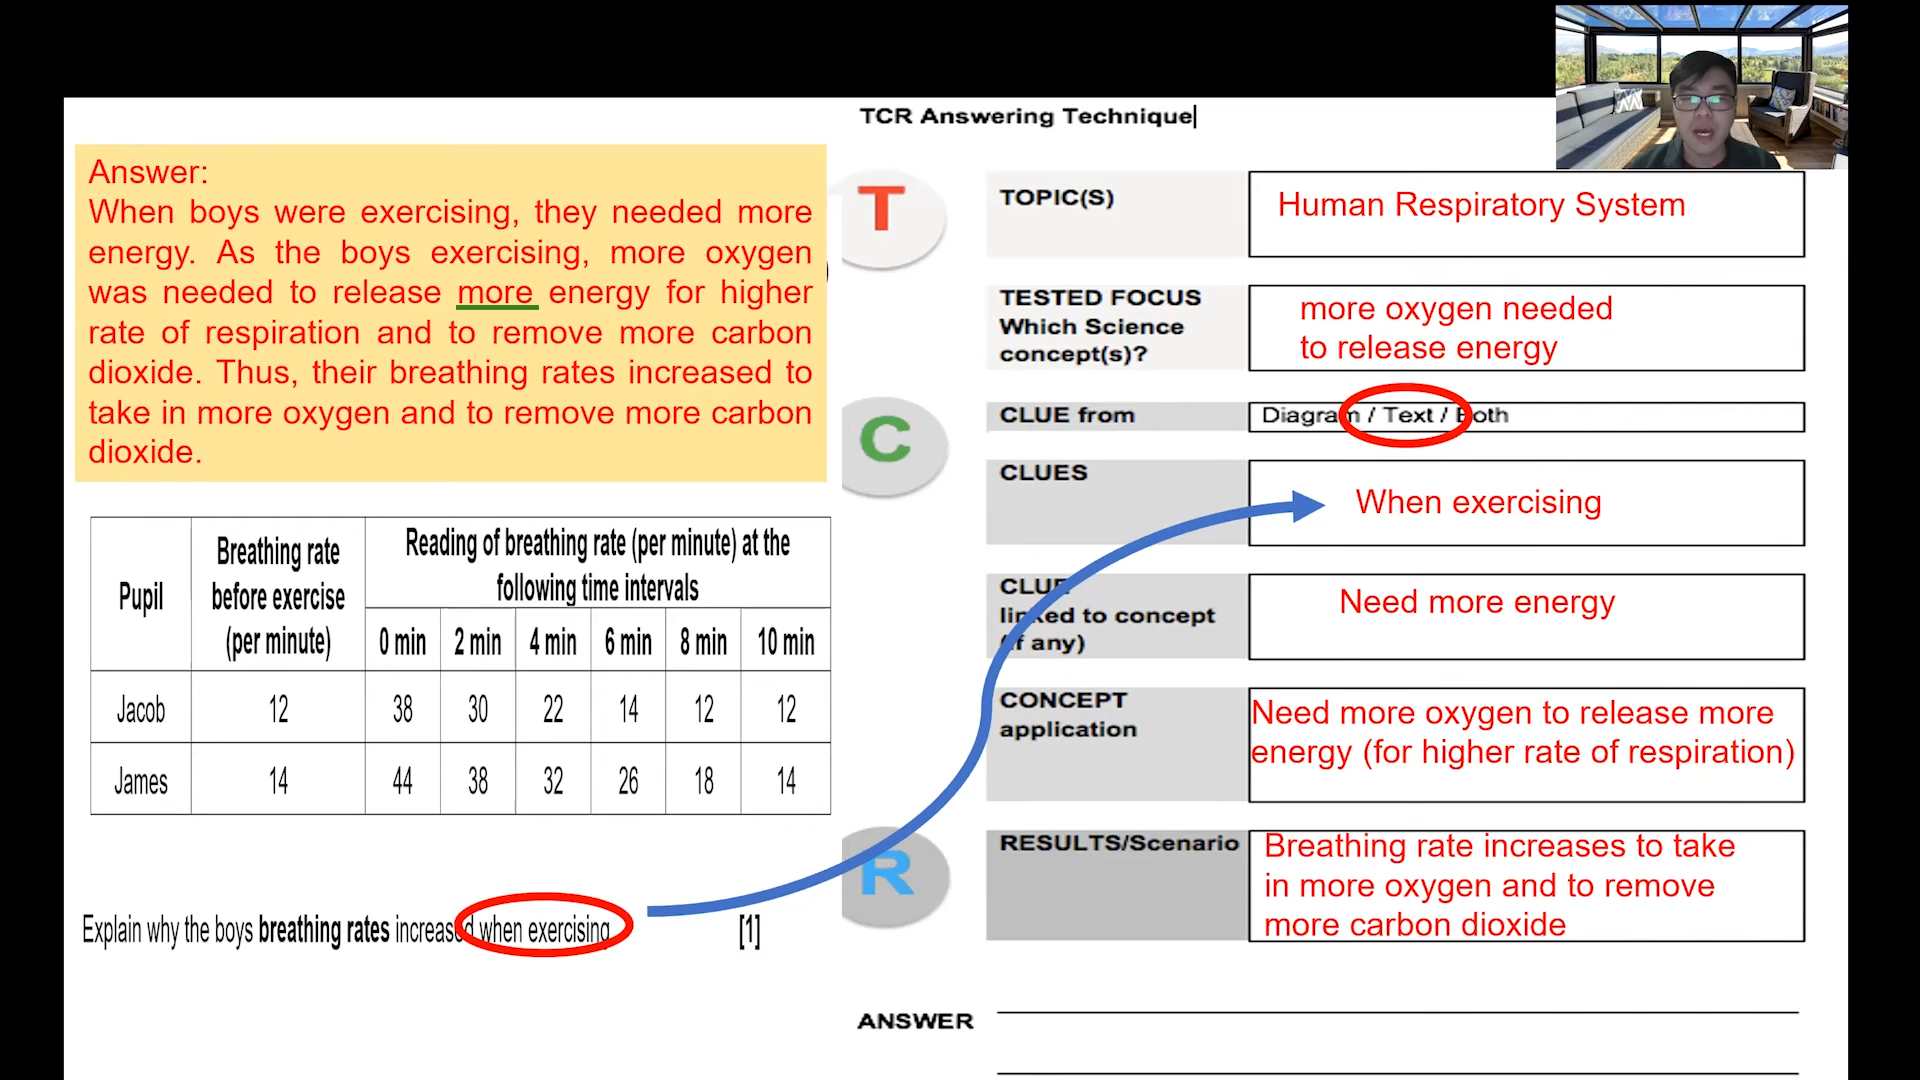 TCR Answering Technique
Answer:
When boys were exercising, they needed more
energy. As the boys exercising, more oxygen
was needed to release more energy for higher
rate of respiration and to remove more carbon
dioxide. Thus, their breathing rates increased to
take in more oxygen and to remove more carbon
dioxide.
Pupil
Breathing rate
before exercise
(per minute)
Reading of breathing rate (per minute) at the
following time intervals
0 min 2 min 4 min 6 min 8 min 10 min
Jacob 12 38 30 22 14 12 12
James 14 44 38 32 26 18 14
Explain why the boys breathing rates increased when exercising [1]
T
TOPIC(S)
Human Respiratory System
TESTED FOCUS
Which Science
concept(s)?
more oxygen needed
to release energy
C
CLUE from
Diagram / Text / Both
CLUES
When exercising
CLUE
linked to concept
(if any)
Need more energy
CONCEPT
application
Need more oxygen to release more
energy (for higher rate of respiration)
R
RESULTS/Scenario
Breathing rate increases to take
in more oxygen and to remove
more carbon dioxide
ANSWER